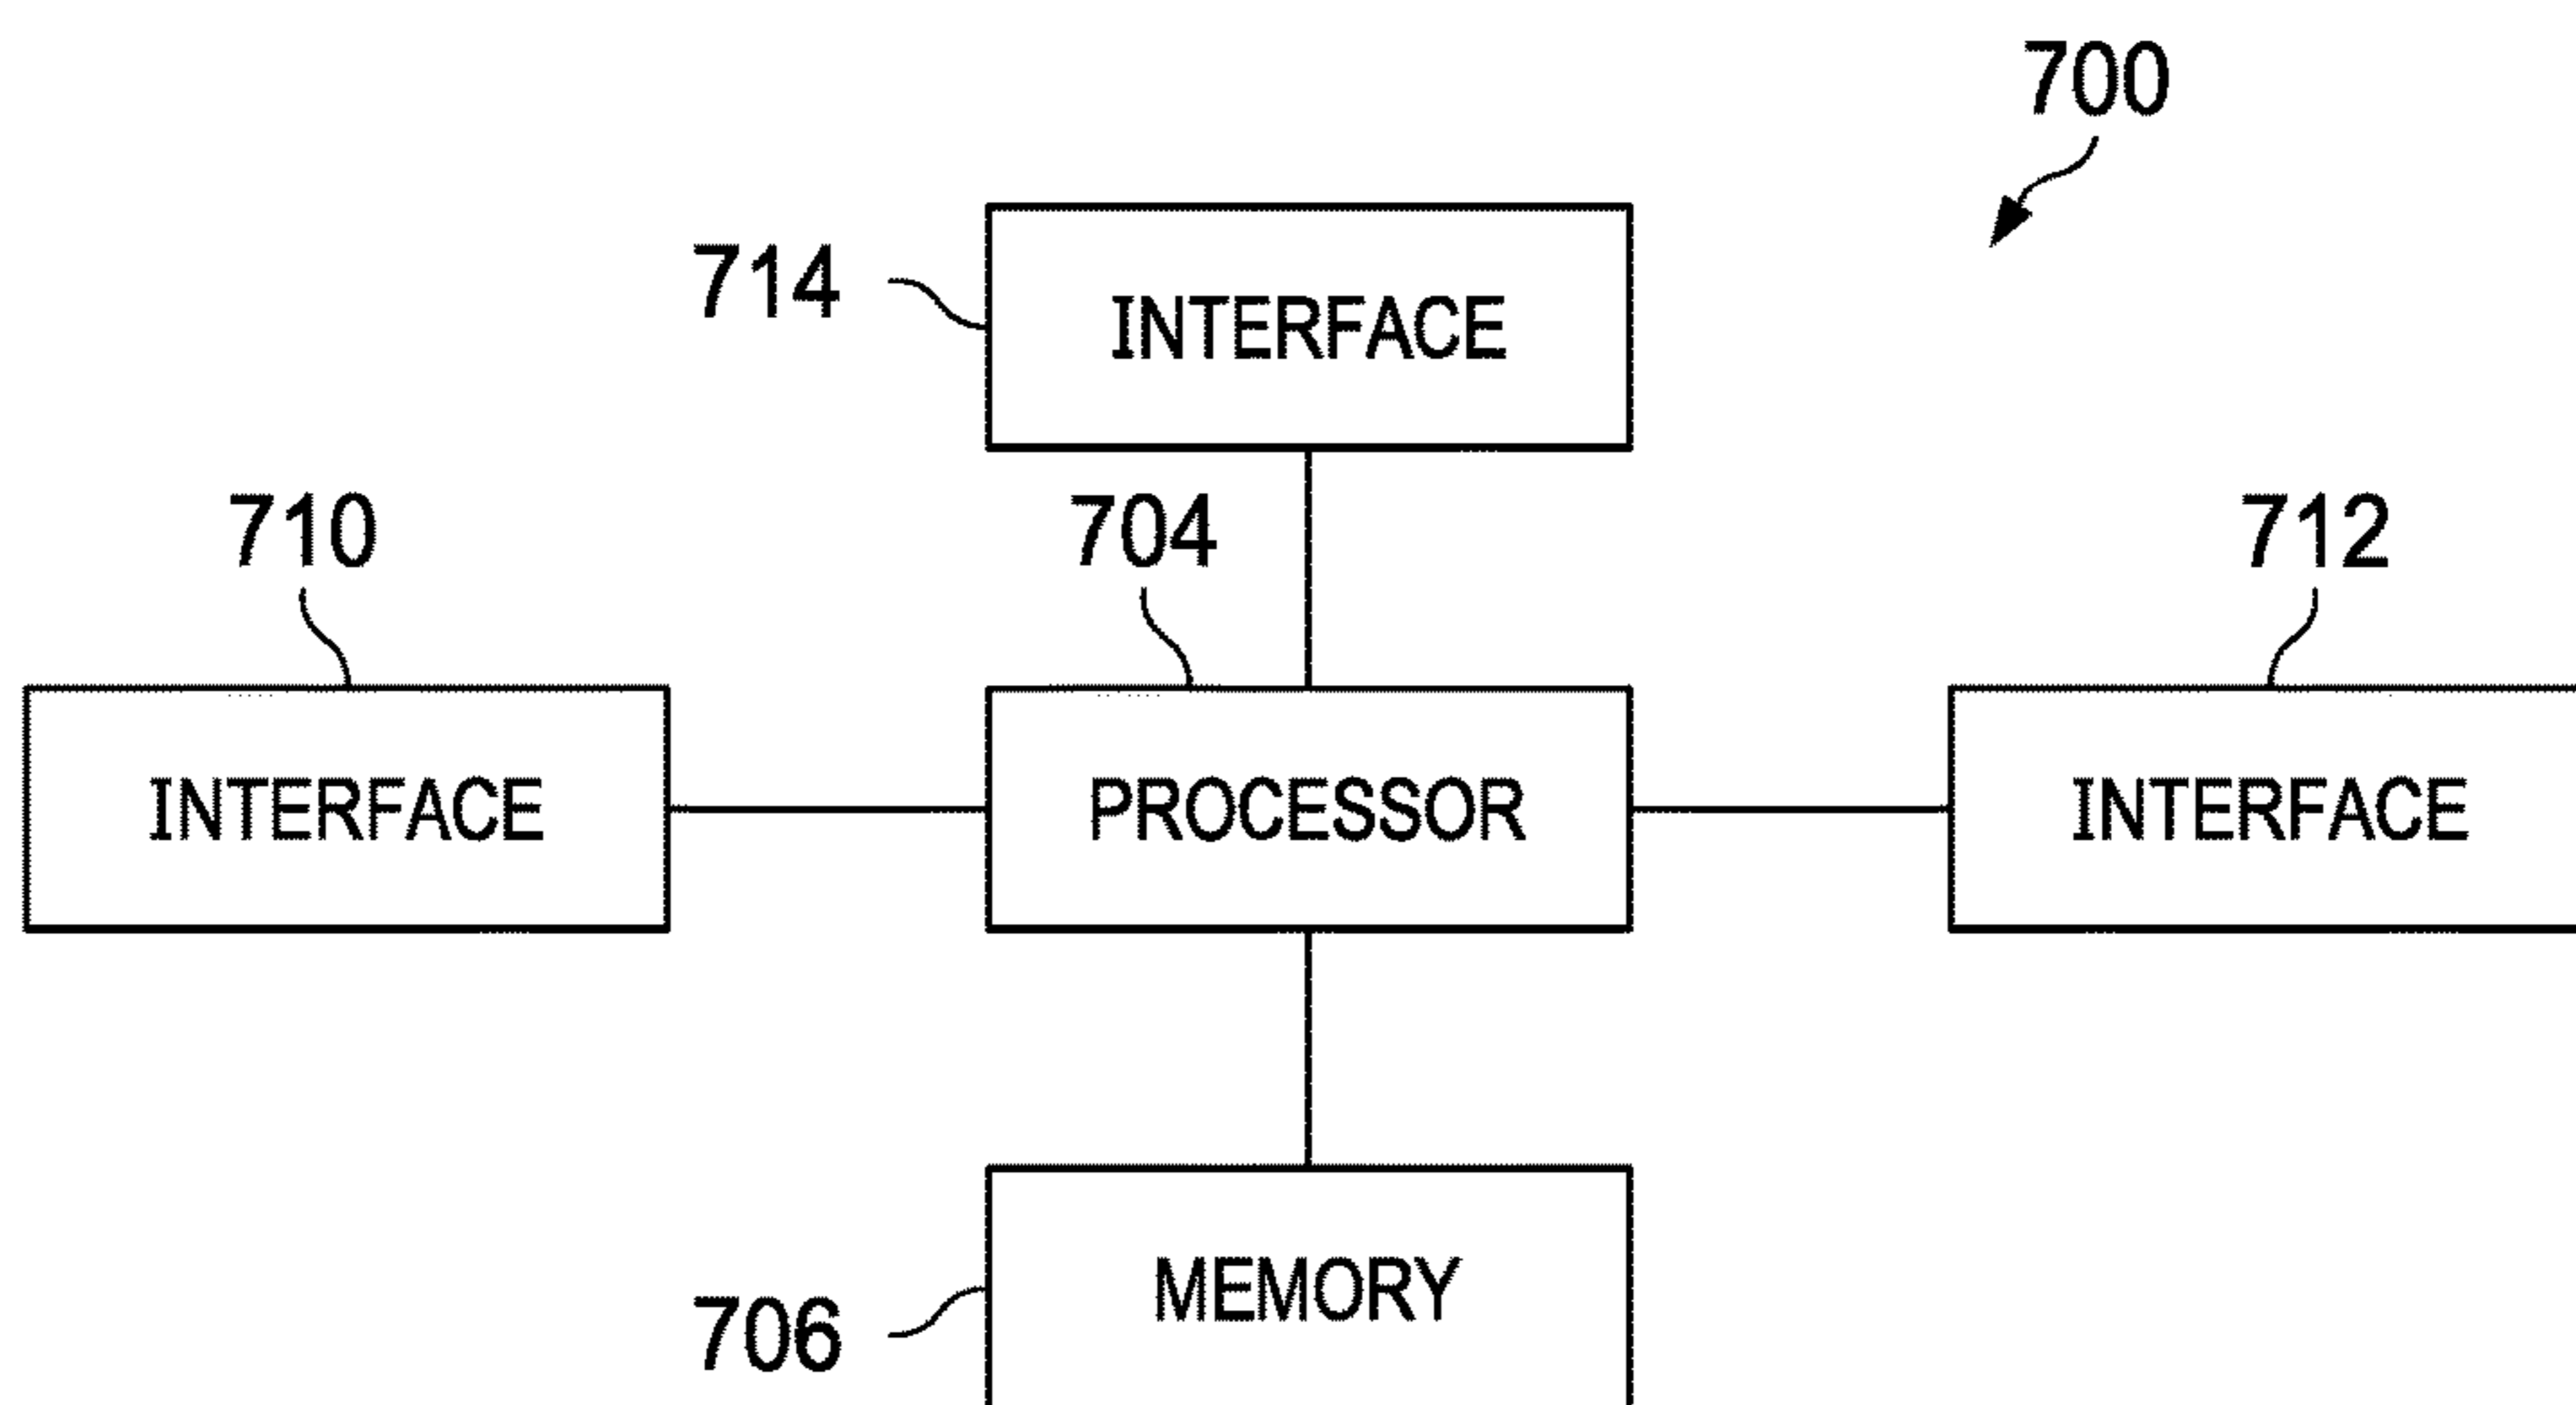 700
714
INTERFACE
710
704
712
INTERFACE
PROCESSOR
INTERFACE
MEMORY
706